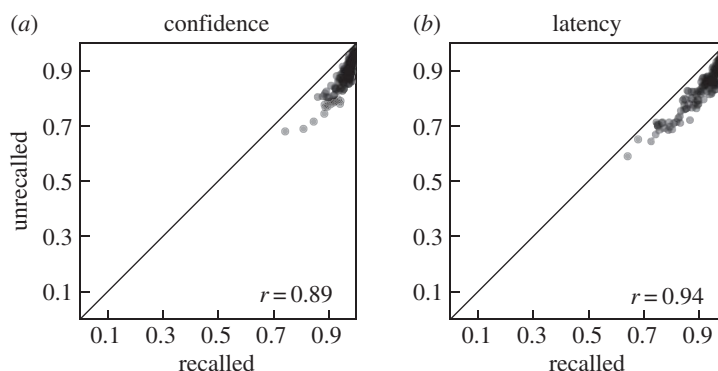 (a) confidence
unrecalled
0.9
0.7
0.5
0.3
0.1
r = 0.89
0.1 0.3 0.5 0.7 0.9
recalled
(b) latency
0.9
0.7
0.5
0.3
0.1
r = 0.94
0.1 0.3 0.5 0.7 0.9
recalled